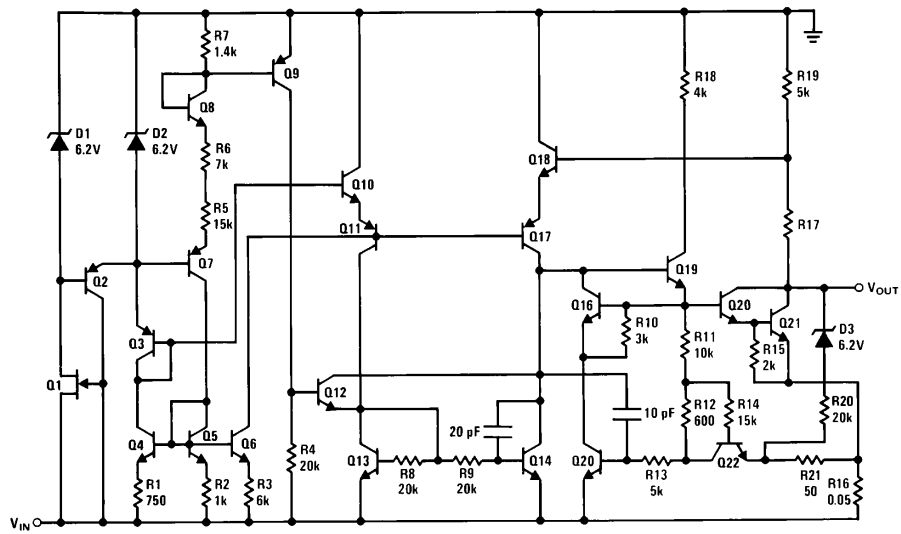 R7
1.4k
Q9
R18
4k
R19
5k
Q8
D1
6.2V
D2
6.2V
R6
7k
Q18
Q10
R5
15k
R17
Q11
Q17
Q7
Q2
Q19
VOUT
Q16
Q20
Q21
D3
6.2V
R10
3k
R11
10k
R15
2k
Q3
Q1
Q12
10 pF
R12
600
R14
15k
R20
20k
20 pF
Q4
Q5
Q6
R4
20k
Q13
R8
20k
R9
20k
Q14
Q20
R13
5k
Q22
R21
50
R16
0.05
R1
750
R2
1k
R3
6k
VIN